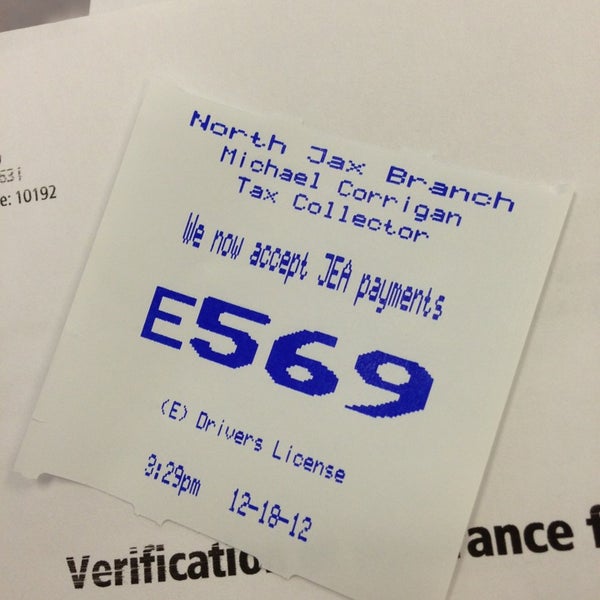 631
e: 10192
North Jax Branch
Michael Corrigan
Tax Collector
We now accept JEA payments
E569
(E) Drivers License
3:29pm 12-18-12
Verificatio ance f